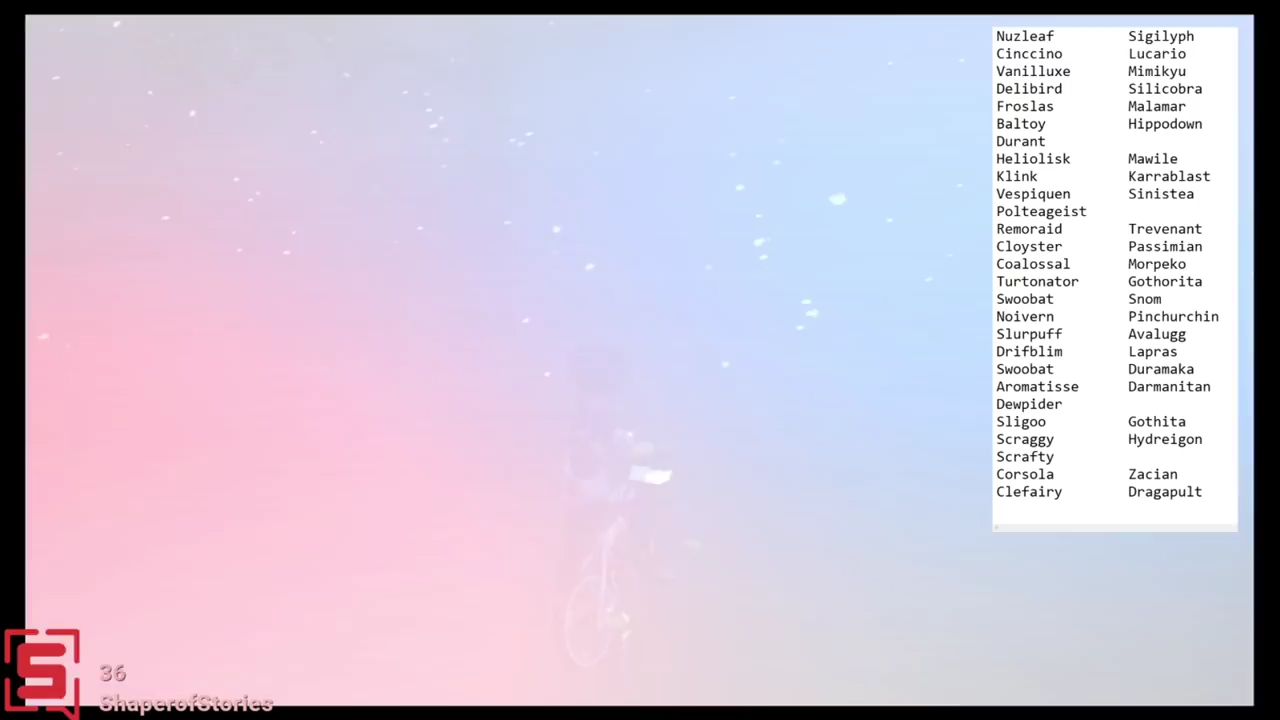 Nuzleaf Sigilyph
Cinccino Lucario
Vanilluxe Mimikyu
Delibird Silicobra
Froslas Malamar
Baltoy Hippodown
Durant
Heliolisk Mawile
Klink Karrablast
Vespiquen Sinistea
Polteageist
Remoraid Trevenant
Cloyster Passimian
Coalossal Morpeko
Turtonator Gothorita
Swoobat Snom
Noivern Pinchurchin
Slurpuff Avalugg
Drifblim Lapras
Swoobat Duramaka
Aromatisse Darmanitan
Dewpider
Sligoo Gothita
Scraggy Hydreigon
Scrafty
Corsola Zacian
Clefairy Dragapult
S
36
ShaperofStories